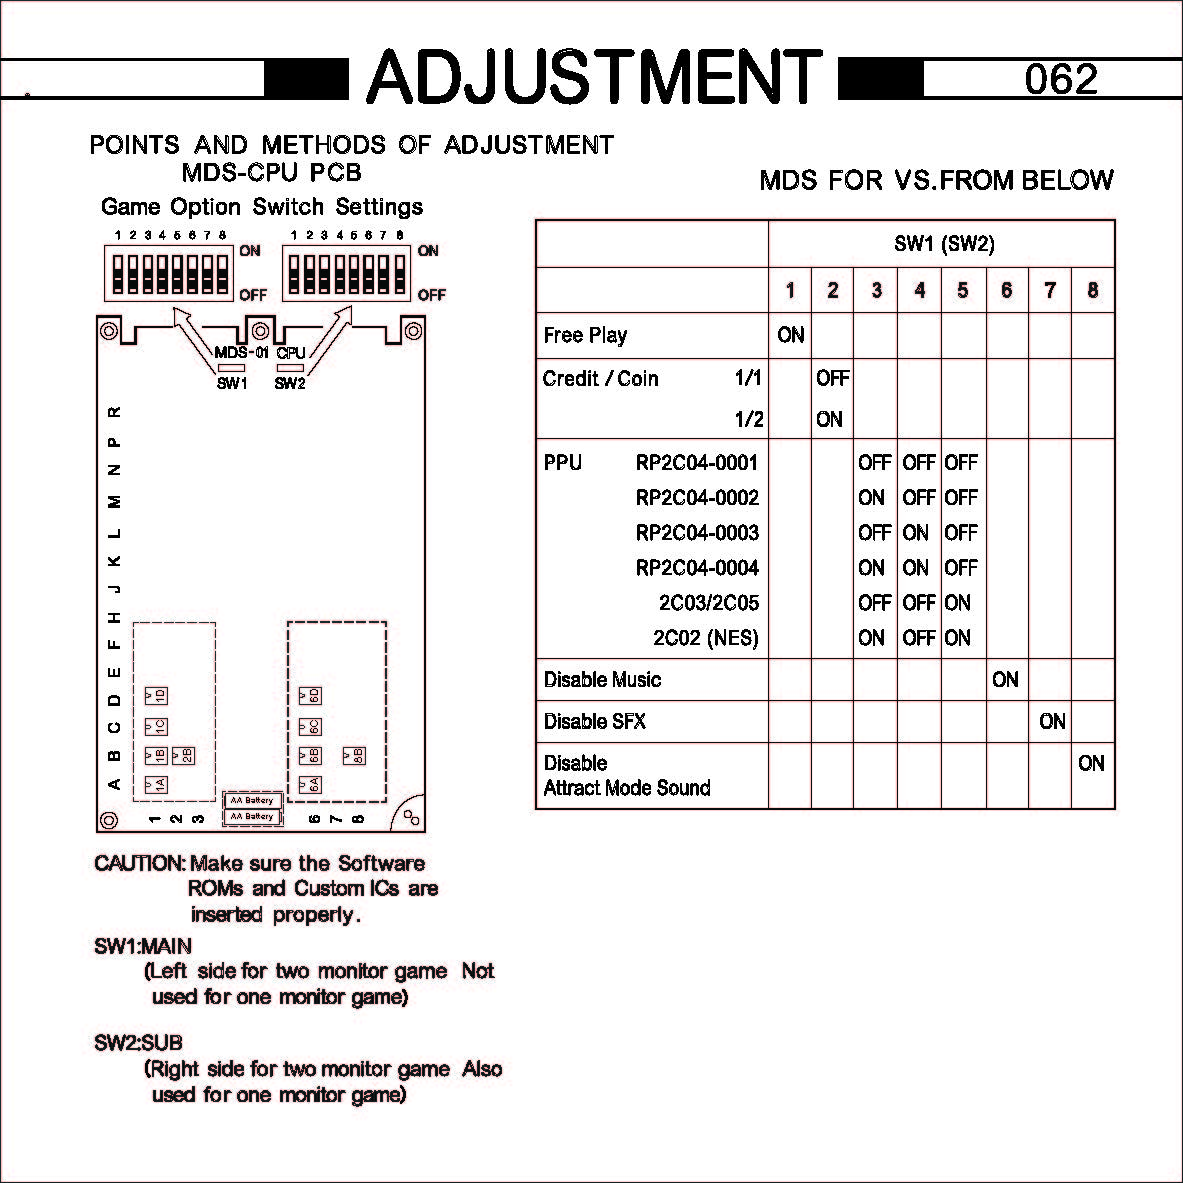 ADJUSTMENT
062
POINTS AND METHODS OF ADJUSTMENT
MDS-CPU PCB
Game Option Switch Settings
1 2 3 4 5 6 7 8
ON
OFF
1 2 3 4 5 6 7 8
ON
OFF
MDS-01 CPU
SW1 SW2
R
P
N
M
L
K
J
H
F
E
D
C
B
A
1D
1C
1B 2B
1A
6D
6C
6B 8B
6A
AA Battery
AA Battery
1 2 3
6 7 8
CAUTION: Make sure the Software
ROMs and Custom ICs are
inserted properly.
SW1:MAIN
(Left side for two monitor game Not
used for one monitor game)
SW2:SUB
(Right side for two monitor game Also
used for one monitor game)
MDS FOR VS.FROM BELOW
SW1 (SW2)
1 2 3 4 5 6 7 8
Free Play ON
Credit / Coin 1/1 OFF
1/2 ON
PPU RP2C04-0001 OFF OFF OFF
RP2C04-0002 ON OFF OFF
RP2C04-0003 OFF ON OFF
RP2C04-0004 ON ON OFF
2C03/2C05 OFF OFF ON
2C02 (NES) ON OFF ON
Disable Music ON
Disable SFX ON
Disable ON
Attract Mode Sound